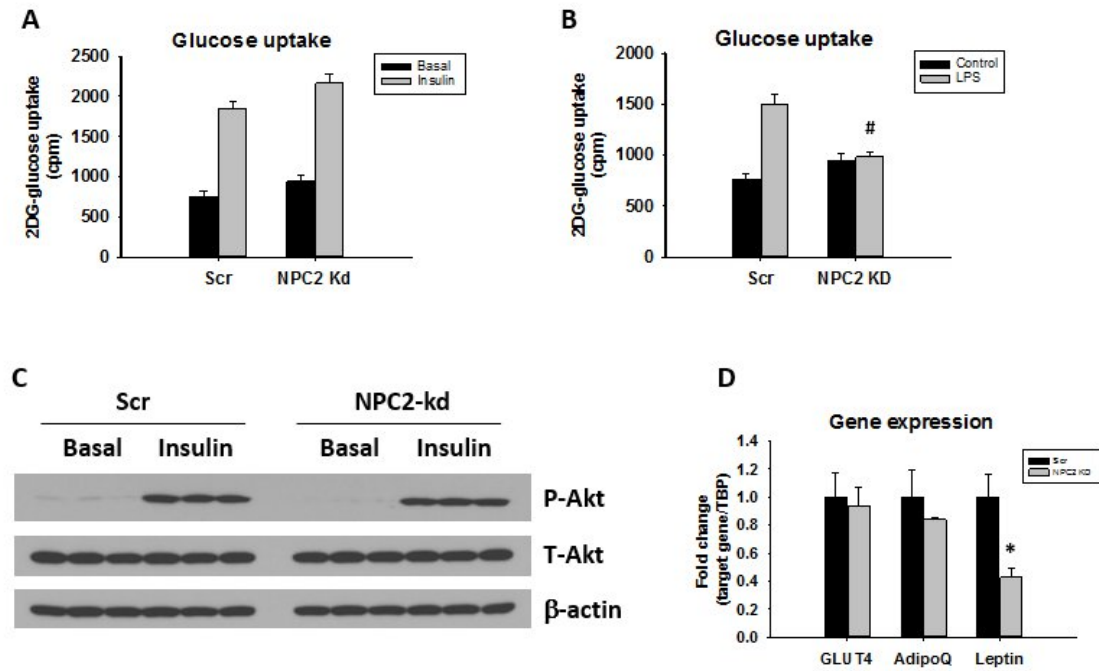 A
Glucose uptake
2DG-glucose uptake
(cpm)
2500
2000
1500
1000
500
0
Basal
Insulin
Scr
NPC2 Kd
B
Glucose uptake
2DG-glucose uptake
(cpm)
2000
1500
1000
500
0
Control
LPS
#
Scr
NPC2 KD
C
Scr
NPC2-kd
Basal
Insulin
Basal
Insulin
P-Akt
T-Akt
β-actin
D
Gene expression
Fold change
(target gene/TBP)
1.4
1.2
1.0
0.8
0.6
0.4
0.2
0.0
Scr
NPC2 KD
*
GLUT4
AdipoQ
Leptin